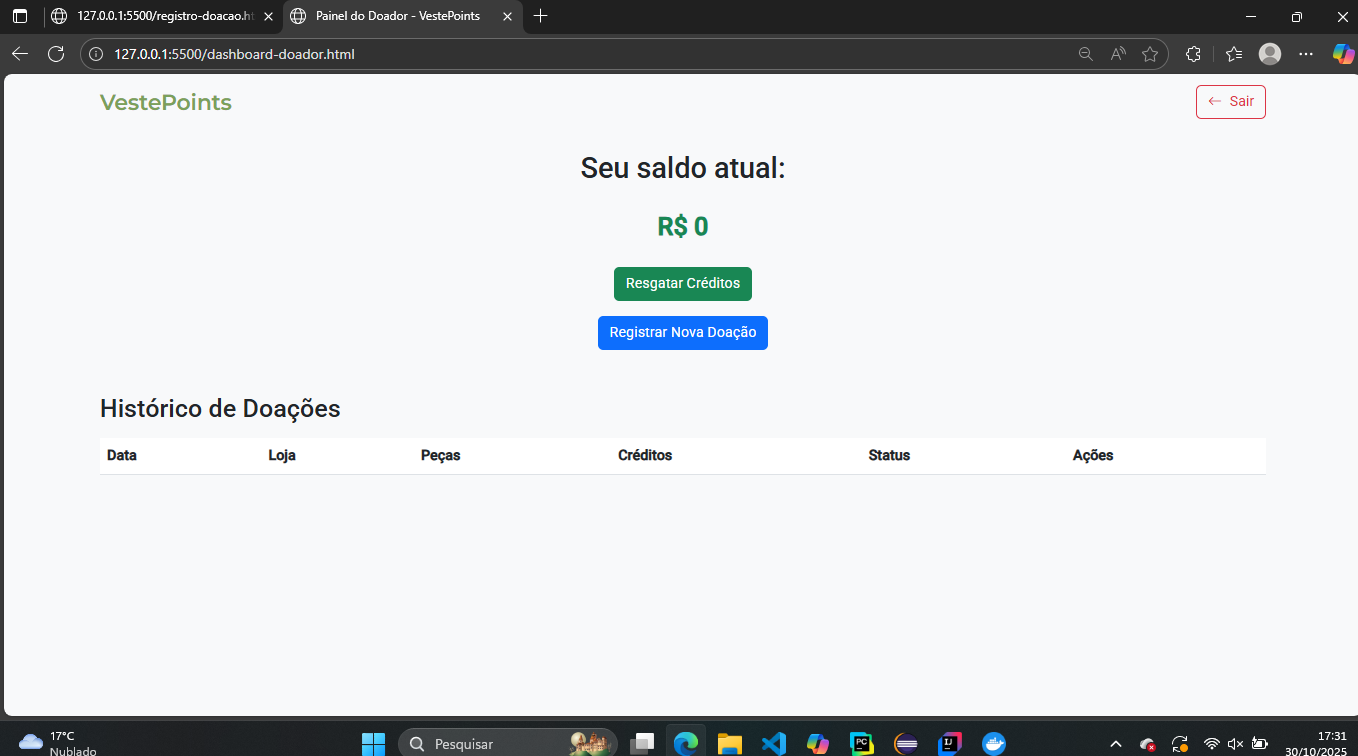 127.0.0.1:5500/registro-doacao.ht
Painel do Doador - VestePoints
127.0.0.1:5500/dashboard-doador.html
VestePoints
← Sair
Seu saldo atual:
R$ 0
Resgatar Créditos
Registrar Nova Doação
Histórico de Doações
Data Loja Peças Créditos Status Ações
17°C
Nublado
Pesquisar
PC
IJ
17:31
30/10/2025